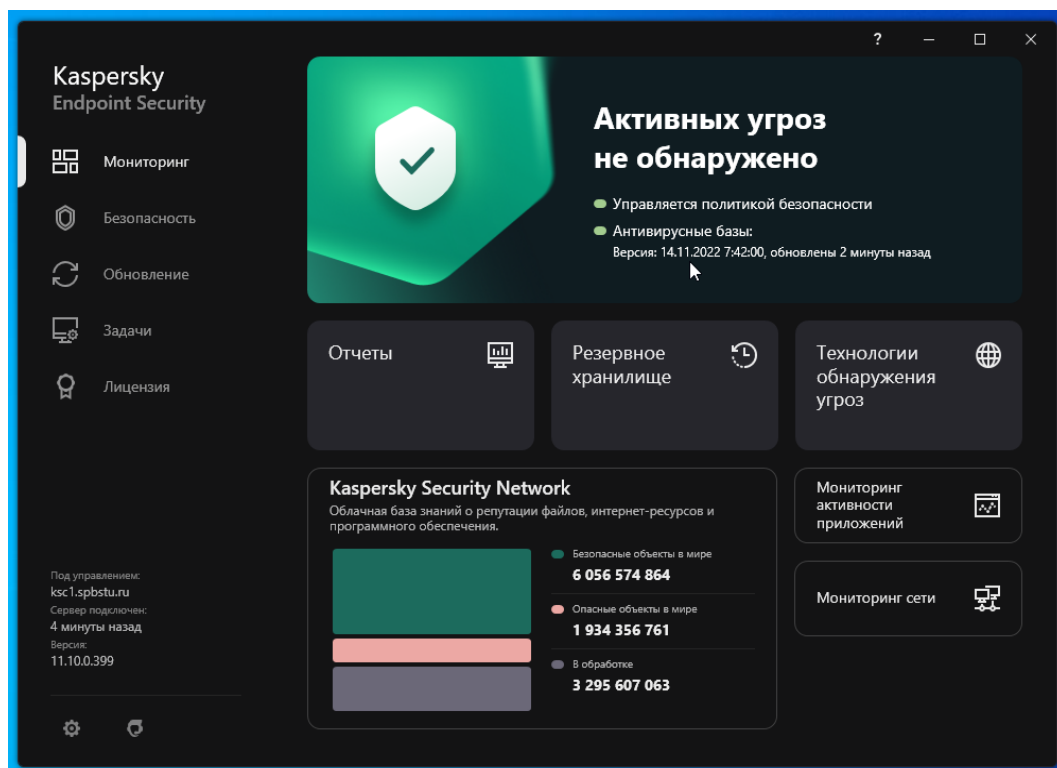 ?
Kaspersky
Endpoint Security
Мониторинг
Безопасность
Обновление
Задачи
Лицензия
Под управлением:
ksc1.spbstu.ru
Сервер подключен:
4 минуты назад
Версия:
11.10.0.399
Активных угроз
не обнаружено
Управляется политикой безопасности
Антивирусные базы:
Версия: 14.11.2022 7:42:00, обновлены 2 минуты назад
Отчеты
Резервное
хранилище
Технологии
обнаружения
угроз
Kaspersky Security Network
Облачная база знаний о репутации файлов, интернет-ресурсов и
программного обеспечения.
Безопасные объекты в мире
6 056 574 864
Опасные объекты в мире
1 934 356 761
В обработке
3 295 607 063
Мониторинг
активности
приложений
Мониторинг сети